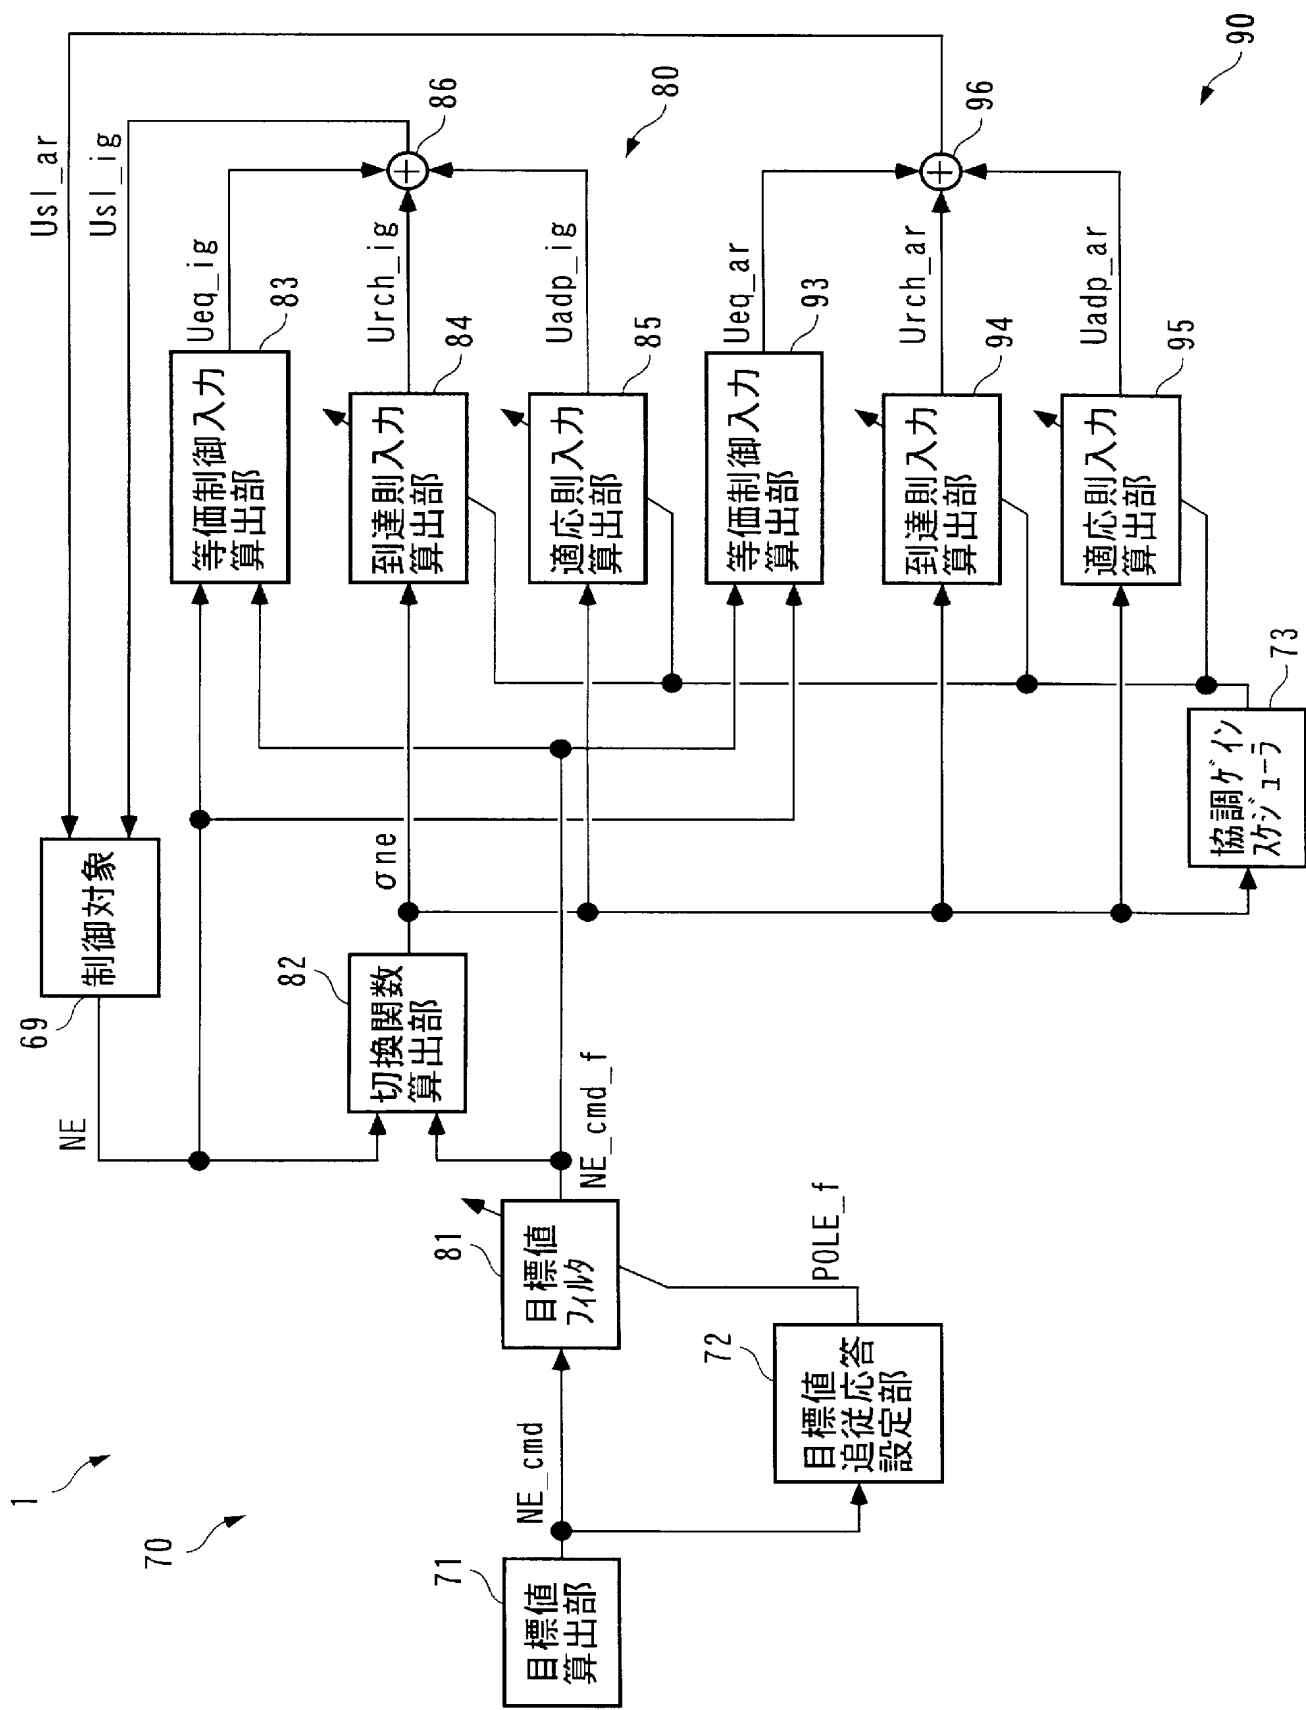 1
70
目標値
算出部
71
NE_cmd
目標値
追従応答
設定部
72
POLE_f
目標値
フィルタ
81
NE_cmd_f
NE
制御対象
69
切換関数
算出部
82
σne
Usl_ar
Usl_ig
等価制御入力
算出部
83
Ueq_ig
到達則入力
算出部
84
Urch_ig
適応則入力
算出部
85
Uadp_ig
86
80
等価制御入力
算出部
93
Ueq_ar
到達則入力
算出部
94
Urch_ar
適応則入力
算出部
95
Uadp_ar
96
90
協調ゲイン
スケジューラ
73